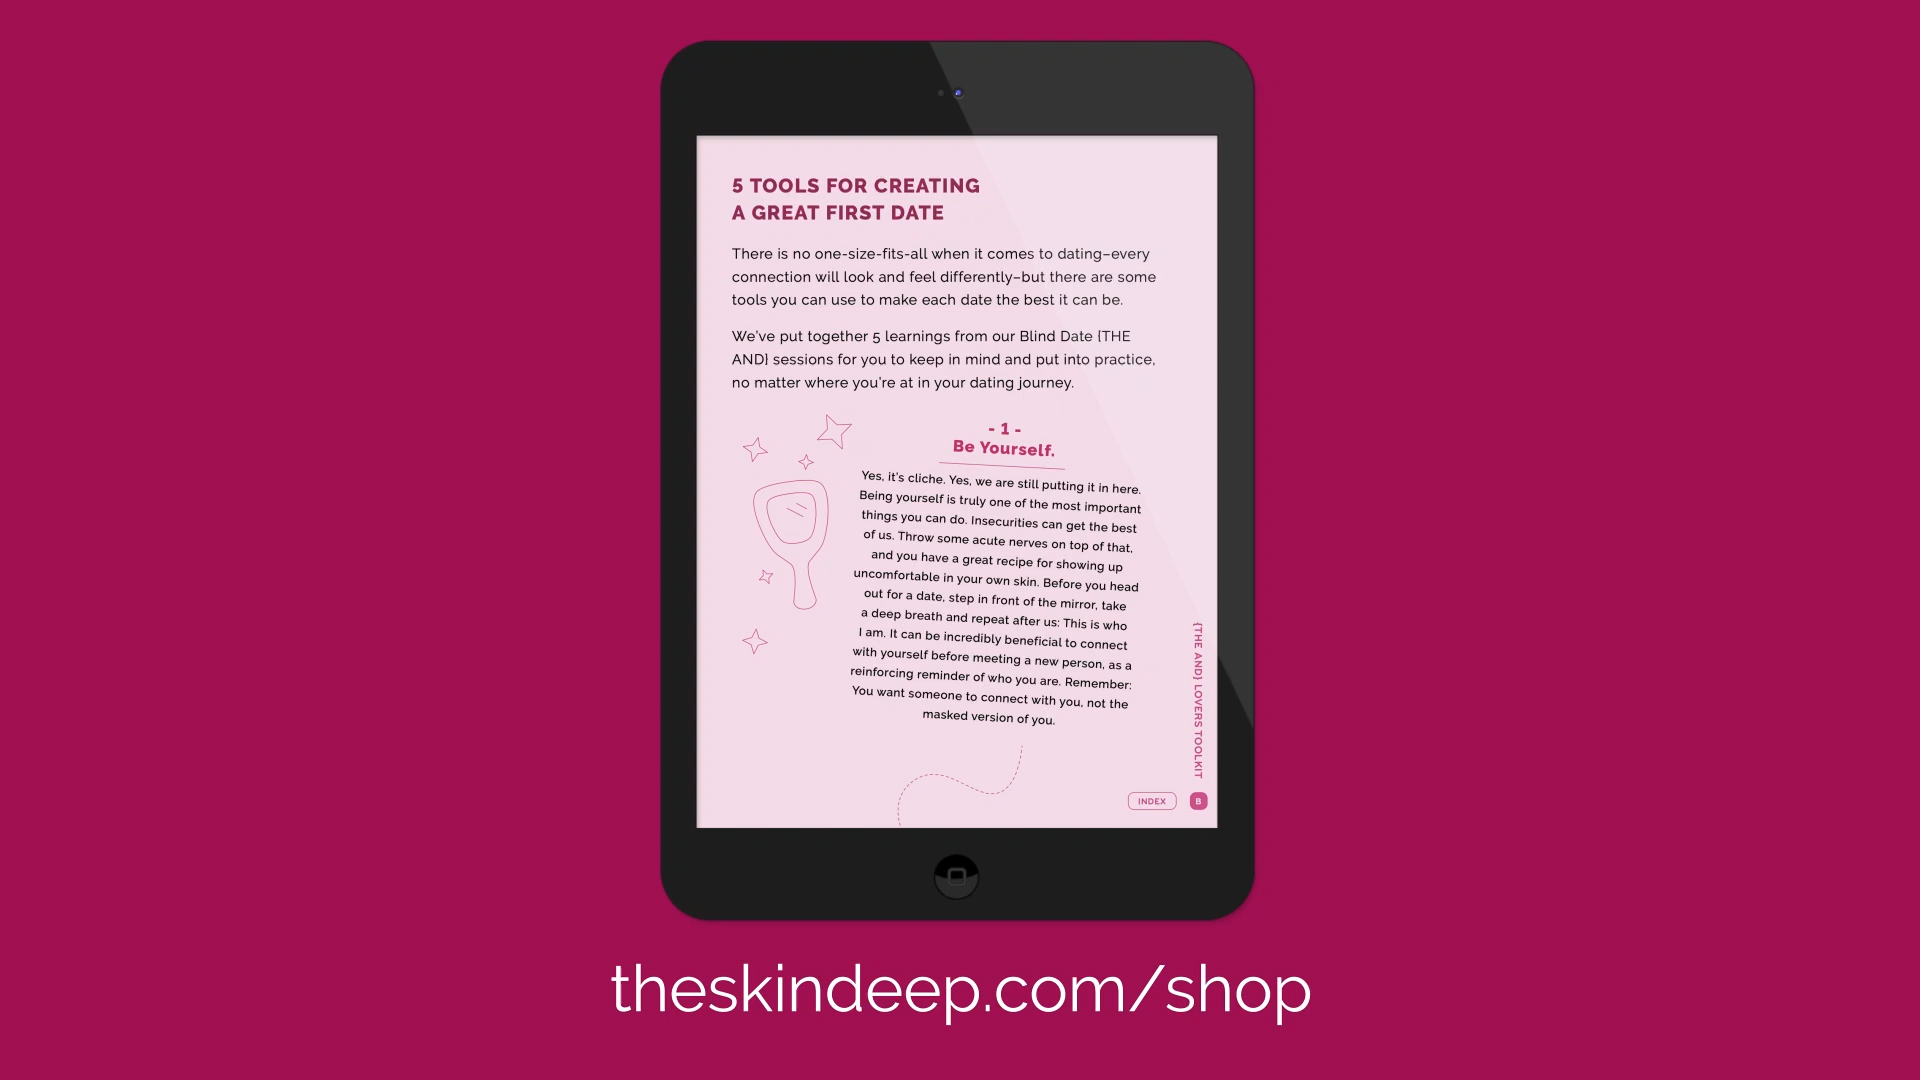 5 TOOLS FOR CREATING
A GREAT FIRST DATE
There is no one-size-fits-all when it comes to dating–every
connection will look and feel differently–but there are some
tools you can use to make each date the best it can be.
We've put together 5 learnings from our Blind Date {THE
AND} sessions for you to keep in mind and put into practice,
no matter where you're at in your dating journey.
- 1 -
Be Yourself.
Yes, it's cliche. Yes, we are still putting it in here.
Being yourself is truly one of the most important
things you can do. Insecurities can get the best
of us. Throw some acute nerves on top of that,
and you have a great recipe for showing up
uncomfortable in your own skin. Before you head
out for a date, step in front of the mirror, take
a deep breath and repeat after us: This is who
I am. It can be incredibly beneficial to connect
with yourself before meeting a new person, as a
reinforcing reminder of who you are. Remember:
You want someone to connect with you, not the
masked version of you.
{THE AND} LOVERS TOOLKIT
INDEX
B
theskindeep.com/shop